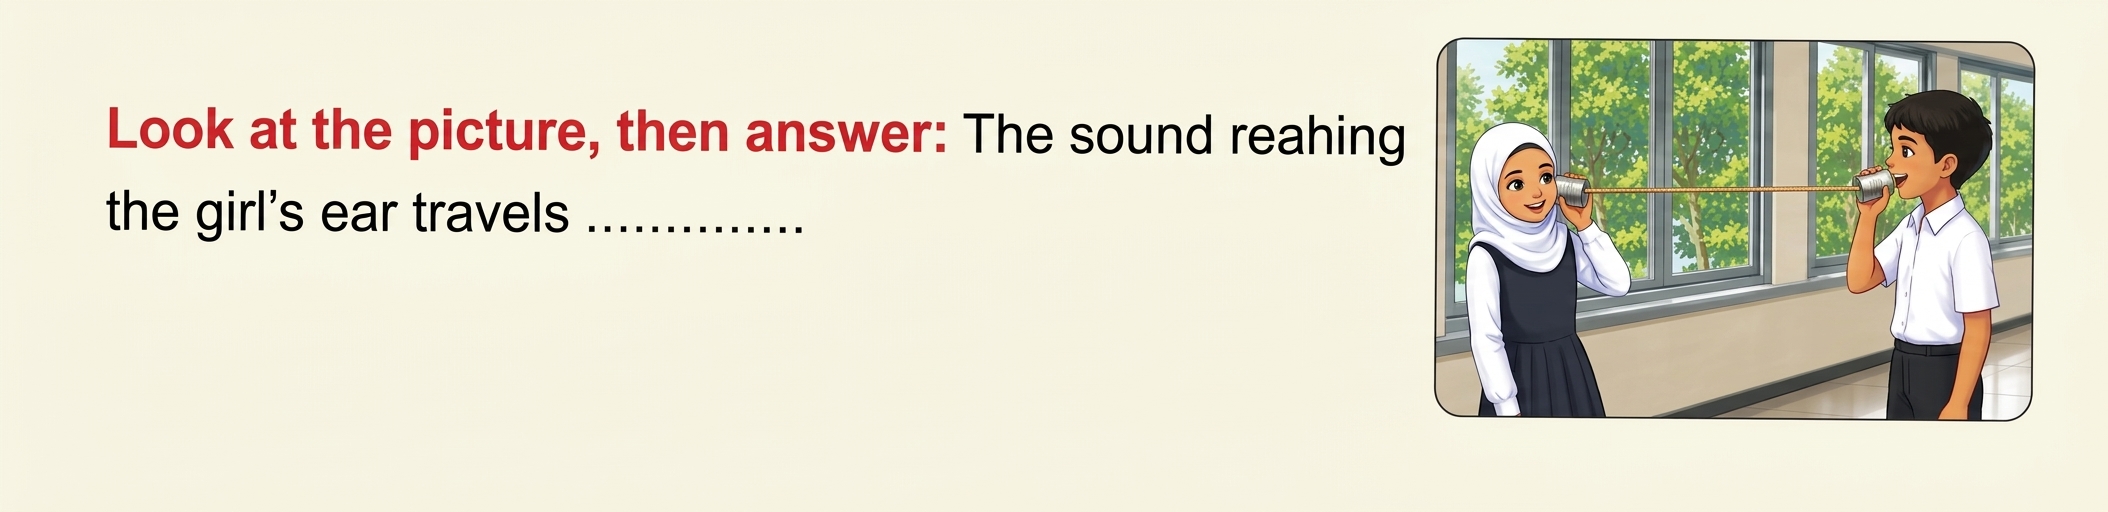 Look at the picture, then answer: The sound reahing
the girl’s ear travels ..............